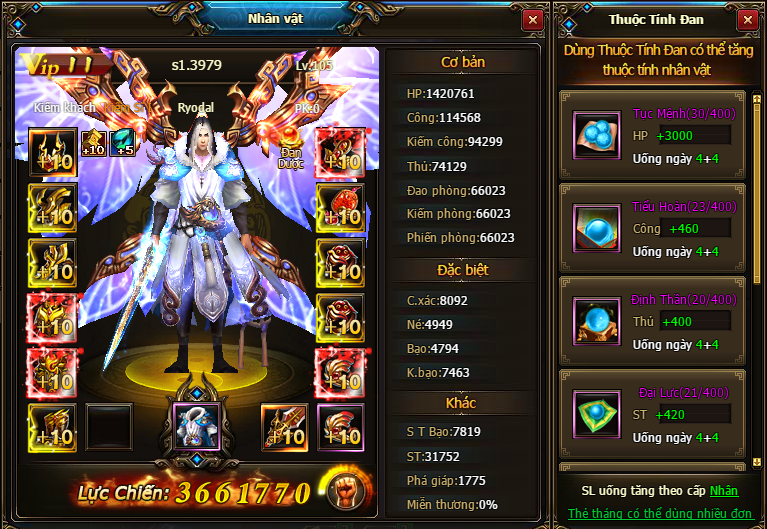 Nhân vật
Vip 11
s1.3979
Lv.105
Kiếm khách
Ryodal
PK:0
+10
+5
Đan
Dược
+10
+10
+10
+10
+10
+10
+10
+10
+10
+10
+10
+10
+10
Lực Chiến: 3661770
Cơ bản
HP:1420761
Công:114568
Kiếm công:94299
Thủ:74129
Đao phòng:66023
Kiếm phòng:66023
Phiến phòng:66023
Đặc biệt
C.xác:8092
Né:4949
Bạo:4794
K.bạo:7463
Khác
S T Bạo:7819
ST:31752
Phá giáp:1775
Miễn thương:0%
Thuộc Tính Đan
Dùng Thuộc Tính Đan có thể tăng
thuộc tính nhân vật
Tục Mệnh(30/400)
HP +3000
Uống ngày 4+4
Tiểu Hoàn(23/400)
Công +460
Uống ngày 4+4
Định Thần(20/400)
Thủ +400
Uống ngày 4+4
Đại Lực(21/400)
ST +420
Uống ngày 4+4
SL uống tăng theo cấp Nhân
Thẻ tháng có thể dùng nhiều đơn